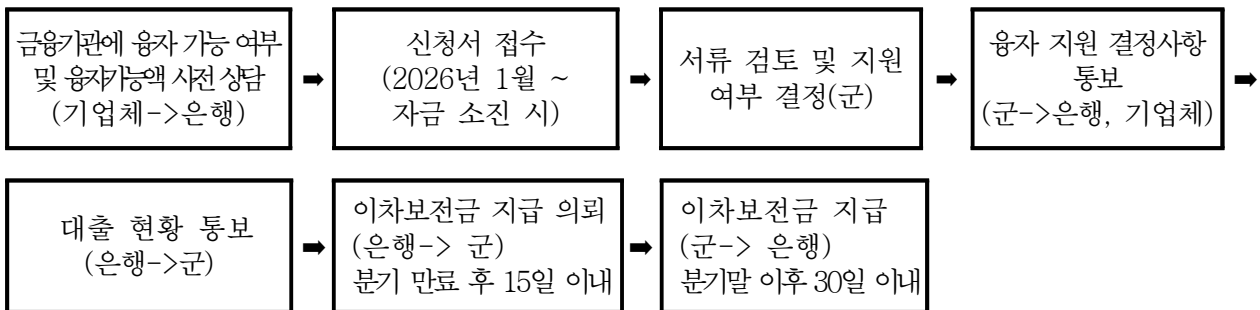 금융기관에 융자 가능 여부
및 융자가능액 사전 상담
(기업체->은행)
➡
신청서 접수
(2026년 1월 ~
자금 소진 시)
➡
서류 검토 및 지원
여부 결정(군)
➡
융자 지원 결정사항
통보
(군->은행, 기업체)
➡
대출 현황 통보
(은행->군)
➡
이차보전금 지급 의뢰
(은행-> 군)
분기 만료 후 15일 이내
➡
이차보전금 지급
(군-> 은행)
분기말 이후 30일 이내